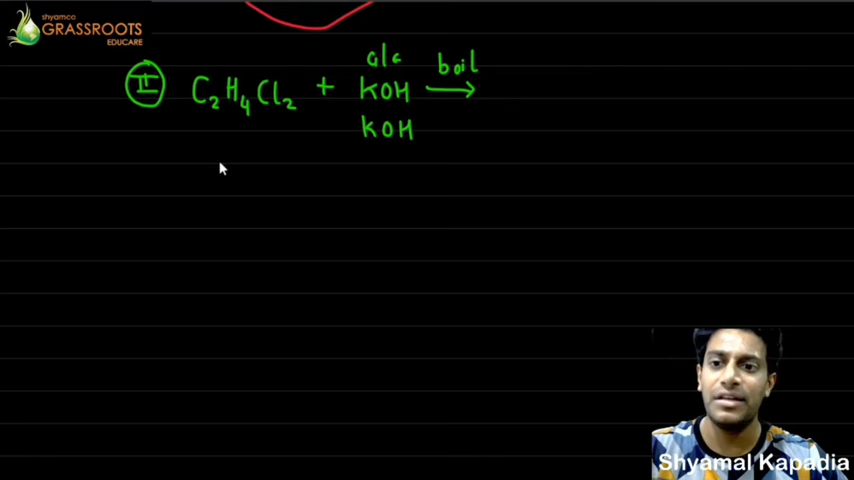 shyamco
GRASSROOTS
EDUCARE
II C₂H₄Cl₂ + alc KOH boil →
KOH
Shyamal Kapadia